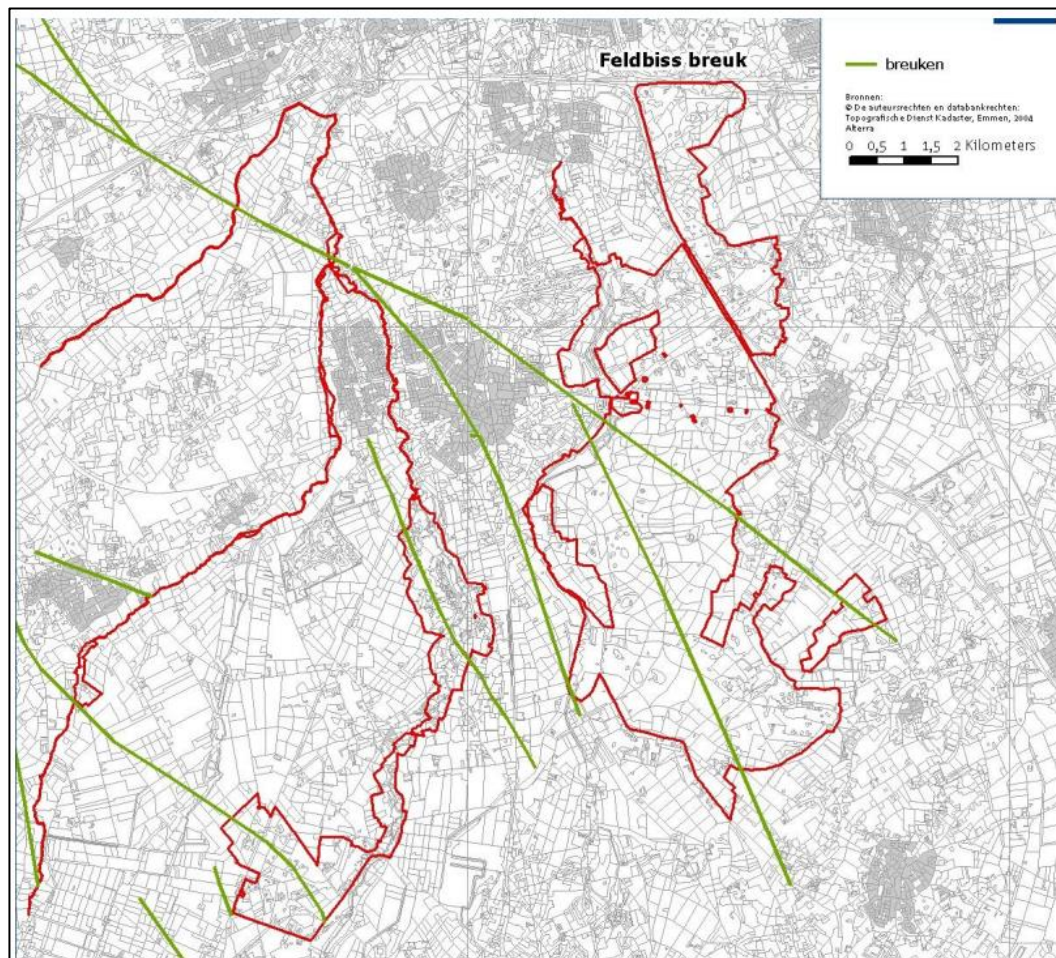 Feldbiss breuk
breuken
Bronnen:
© De auteursrechten en databankrechten:
Topografische Dienst Kadaster, Emmen, 2004
Alterra
0 0,5 1 1,5 2 Kilometers